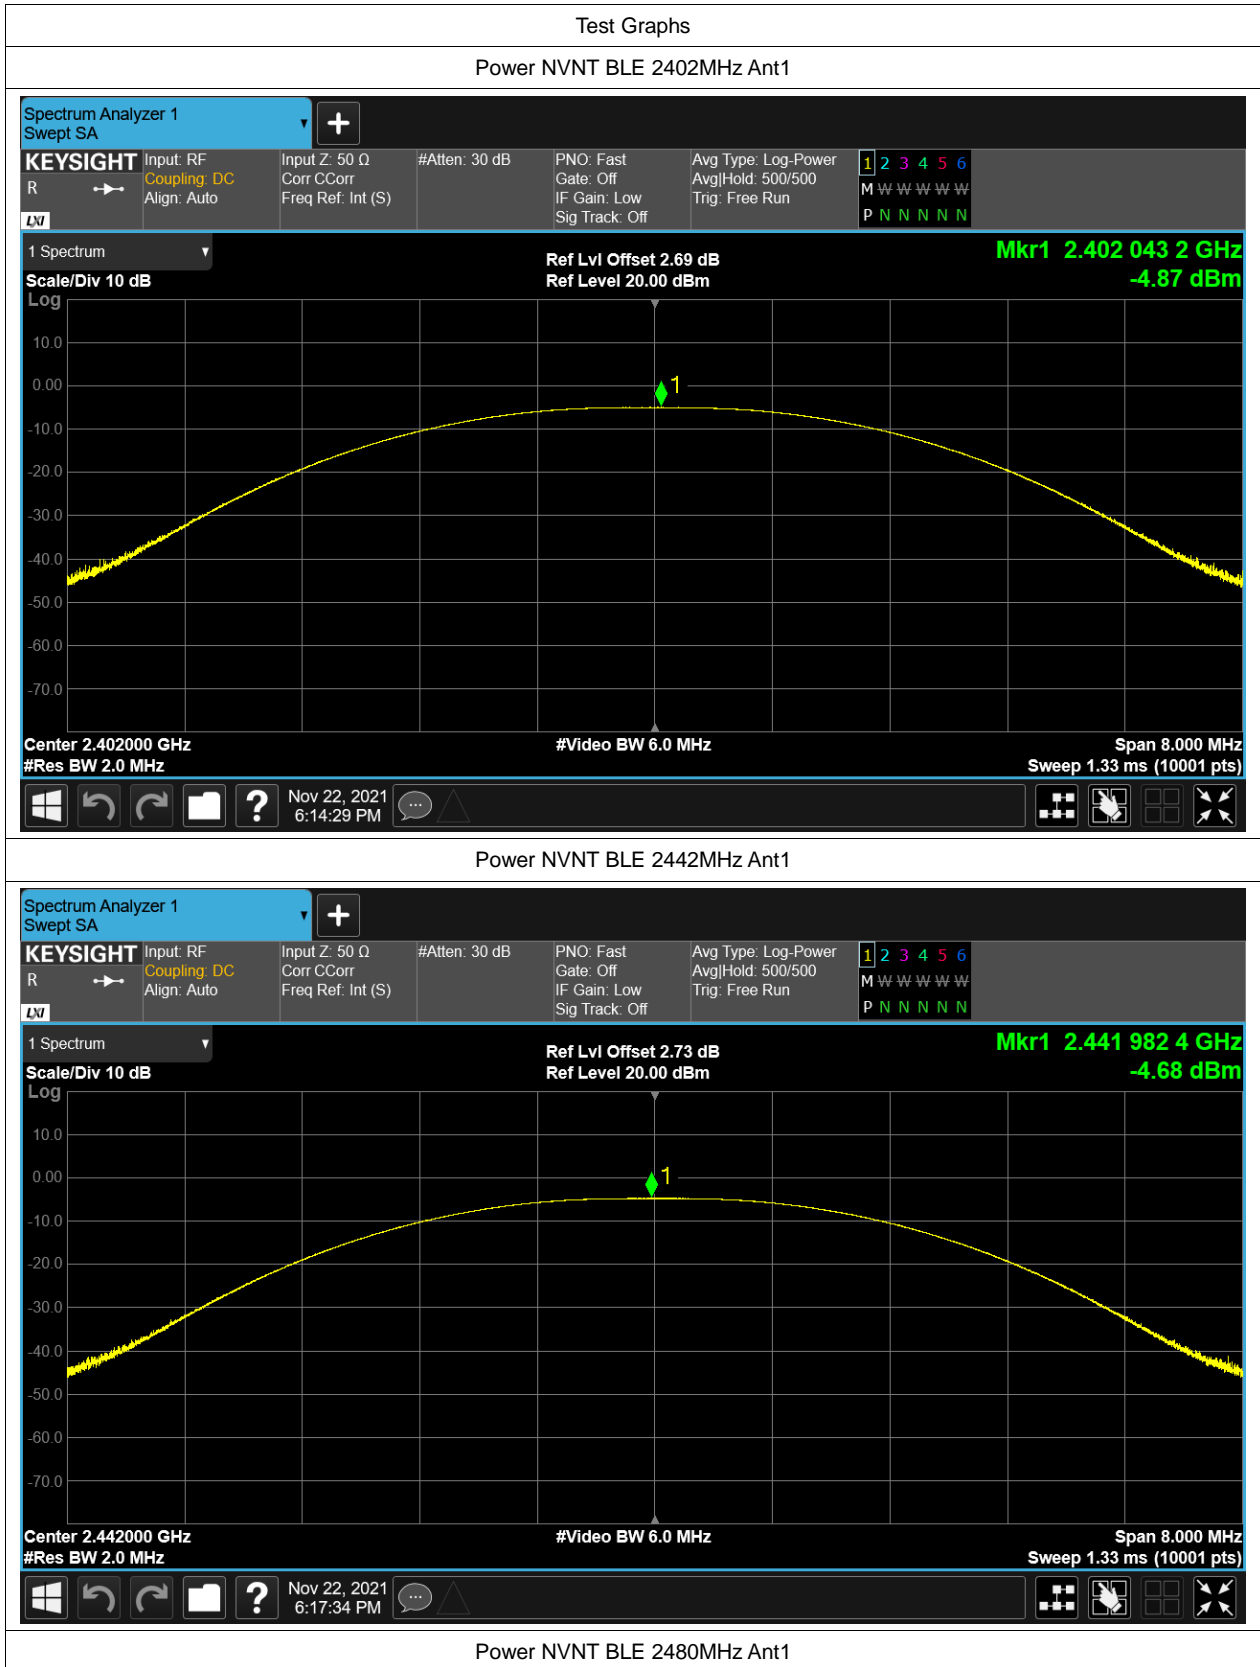 Test Graphs
Power NVNT BLE 2402MHz Ant1
Spectrum Analyzer 1
Swept SA
KEYSIGHT
R
LXI
Input: RF
Coupling: DC
Align: Auto
Input Z: 50 Ω
Corr CCorr
Freq Ref: Int (S)
#Atten: 30 dB
PNO: Fast
Gate: Off
IF Gain: Low
Sig Track: Off
Avg Type: Log-Power
Avg|Hold: 500/500
Trig: Free Run
1 2 3 4 5 6
M W W W W W
P N N N N N
1 Spectrum
Scale/Div 10 dB
Ref Lvl Offset 2.69 dB
Ref Level 20.00 dBm
Mkr1 2.402 043 2 GHz
-4.87 dBm
Log
10.0
0.00
-10.0
-20.0
-30.0
-40.0
-50.0
-60.0
-70.0
1
Center 2.402000 GHz
#Res BW 2.0 MHz
#Video BW 6.0 MHz
Span 8.000 MHz
Sweep 1.33 ms (10001 pts)
?
Nov 22, 2021
6:14:29 PM
Power NVNT BLE 2442MHz Ant1
Spectrum Analyzer 1
Swept SA
KEYSIGHT
R
LXI
Input: RF
Coupling: DC
Align: Auto
Input Z: 50 Ω
Corr CCorr
Freq Ref: Int (S)
#Atten: 30 dB
PNO: Fast
Gate: Off
IF Gain: Low
Sig Track: Off
Avg Type: Log-Power
Avg|Hold: 500/500
Trig: Free Run
1 2 3 4 5 6
M W W W W W
P N N N N N
1 Spectrum
Scale/Div 10 dB
Ref Lvl Offset 2.73 dB
Ref Level 20.00 dBm
Mkr1 2.441 982 4 GHz
-4.68 dBm
Log
10.0
0.00
-10.0
-20.0
-30.0
-40.0
-50.0
-60.0
-70.0
1
Center 2.442000 GHz
#Res BW 2.0 MHz
#Video BW 6.0 MHz
Span 8.000 MHz
Sweep 1.33 ms (10001 pts)
?
Nov 22, 2021
6:17:34 PM
Power NVNT BLE 2480MHz Ant1